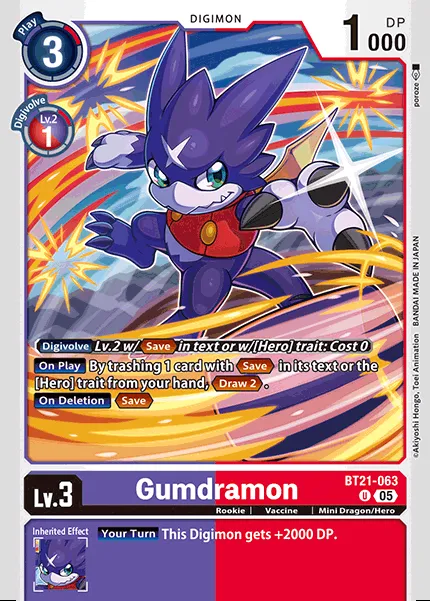 Play
3
DIGIMON
DP
1000
Digivolve
Lv.2
1
poroze
Digivolve Lv.2 w/ Save in text or w/[Hero] trait: Cost 0
On Play By trashing 1 card with Save in its text or the
[Hero] trait from your hand, Draw 2.
On Deletion Save
©Akiyoshi Hongo, Toei Animation BANDAI MADE IN JAPAN
Lv.3
Gumdramon
BT21-063
U 05
Rookie | Vaccine | Mini Dragon/Hero
Inherited Effect
Your Turn This Digimon gets +2000 DP.